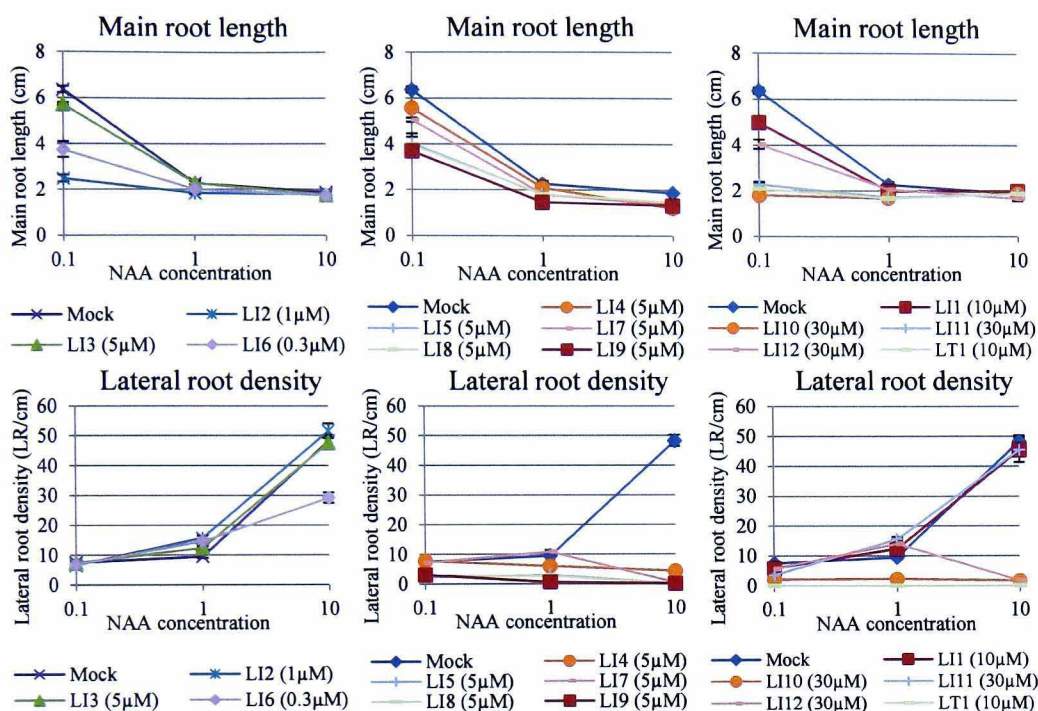 Main root length
Main root length (cm)
8
6
4
2
0
0.1 1 10
NAA concentration
Mock LI2 (1µM)
LI3 (5µM) LI6 (0.3µM)
Main root length
Main root length (cm)
8
6
4
2
0
0.1 1 10
NAA concentration
Mock LI4 (5µM)
LI5 (5µM) LI7 (5µM)
LI8 (5µM) LI9 (5µM)
Main root length
Main root length (cm)
8
6
4
2
0
0.1 1 10
NAA concentration
Mock LI1 (10µM)
LI10 (30µM) LI11 (30µM)
LI12 (30µM) LT1 (10µM)
Lateral root density
Lateral root density (LR/cm)
60
50
40
30
20
10
0
0.1 1 10
NAA concentration
Mock LI2 (1µM)
LI3 (5µM) LI6 (0.3µM)
Lateral root density
Lateral root density (LR/cm)
60
50
40
30
20
10
0
0.1 1 10
NAA concentration
Mock LI4 (5µM)
LI5 (5µM) LI7 (5µM)
LI8 (5µM) LI9 (5µM)
Lateral root density
Lateral root density (LR/cm)
60
50
40
30
20
10
0
0.1 1 10
NAA concentration
Mock LI1 (10µM)
LI10 (30µM) LI11 (30µM)
LI12 (30µM) LT1 (10µM)